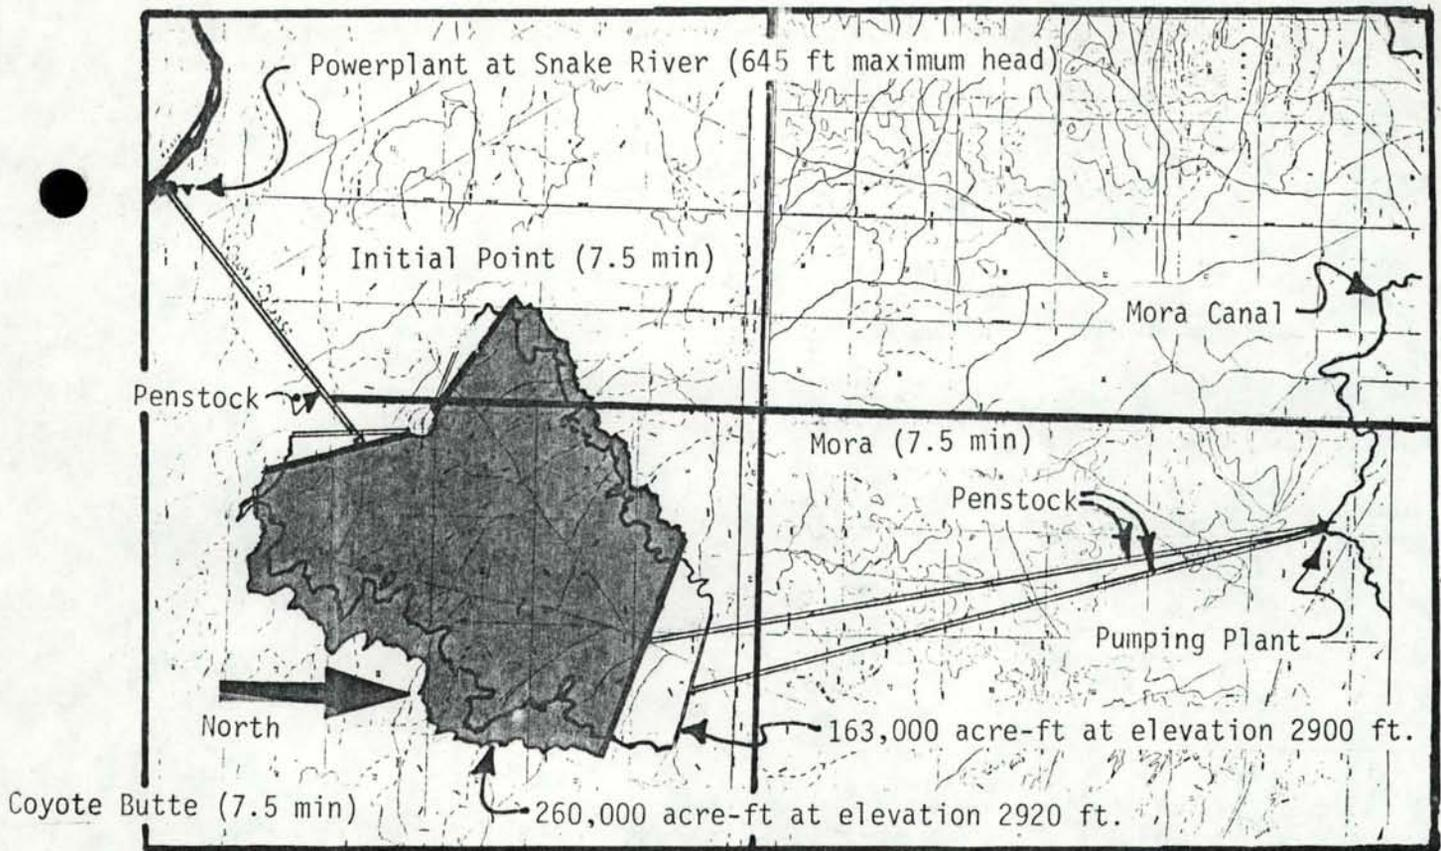 Powerplant at Snake River (645 ft maximum head)
Initial Point (7.5 min)
Mora Canal
Penstock
Mora (7.5 min)
Penstock
Pumping Plant
North
163,000 acre-ft at elevation 2900 ft.
Coyote Butte (7.5 min)
260,000 acre-ft at elevation 2920 ft.